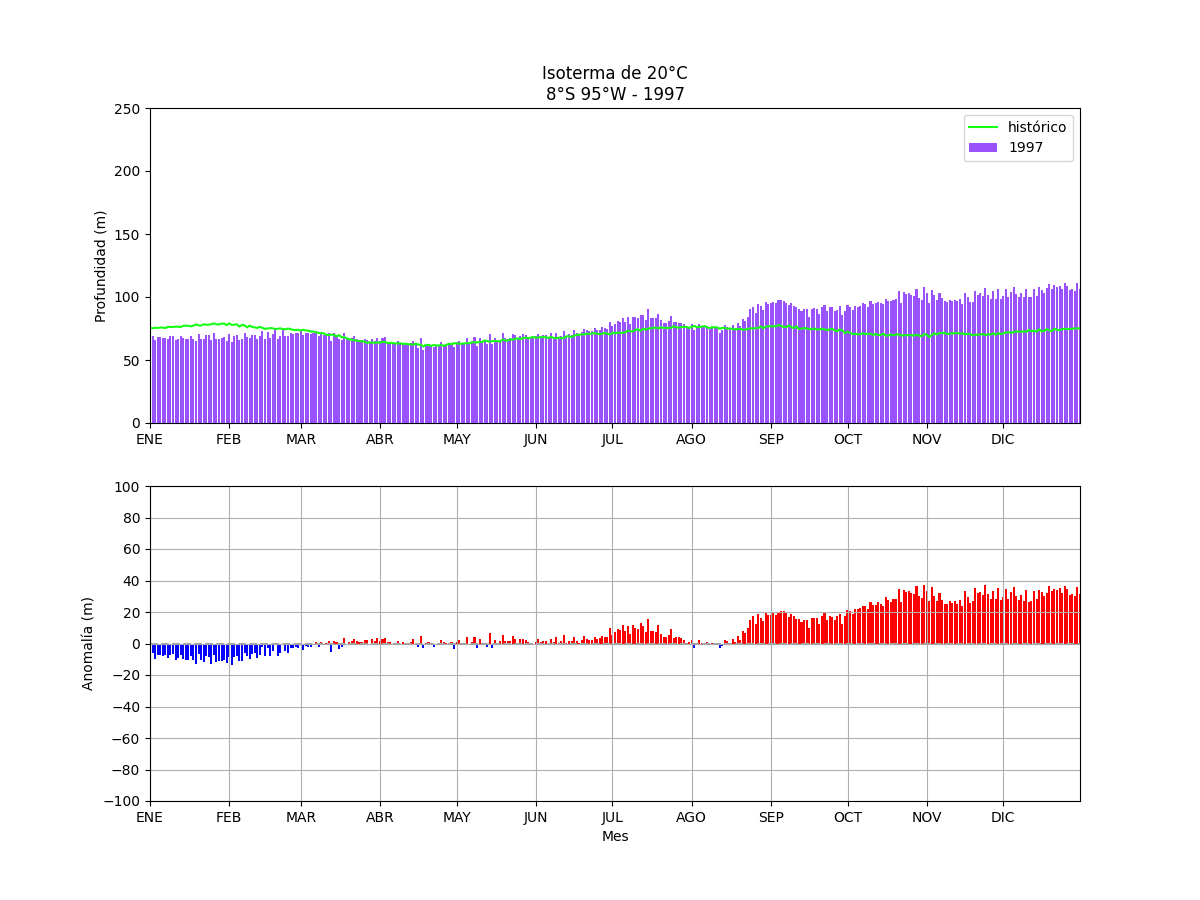 Isoterma de 20°C
8°S 95°W - 1997
histórico
1997
Profundidad (m)
250
200
150
100
50
0
ENE FEB MAR ABR MAY JUN JUL AGO SEP OCT NOV DIC
Anomalía (m)
100
80
60
40
20
0
−20
−40
−60
−80
−100
ENE FEB MAR ABR MAY JUN JUL AGO SEP OCT NOV DIC
Mes